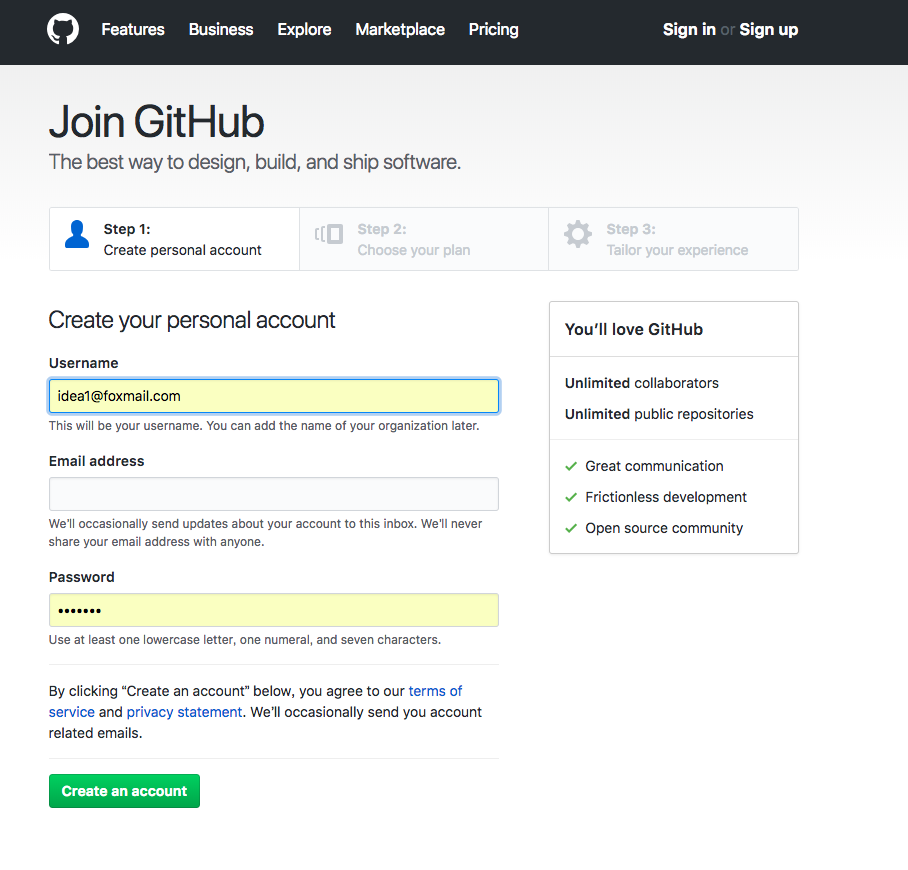 Features Business Explore Marketplace Pricing Sign in or Sign up
Join GitHub
The best way to design, build, and ship software.
Step 1:
Create personal account
Step 2:
Choose your plan
Step 3:
Tailor your experience
Create your personal account
Username
idea1@foxmail.com
This will be your username. You can add the name of your organization later.
Email address
We'll occasionally send updates about your account to this inbox. We'll never
share your email address with anyone.
Password
•••••••
Use at least one lowercase letter, one numeral, and seven characters.
By clicking “Create an account” below, you agree to our terms of
service and privacy statement. We'll occasionally send you account
related emails.
Create an account
You'll love GitHub
Unlimited collaborators
Unlimited public repositories
Great communication
Frictionless development
Open source community